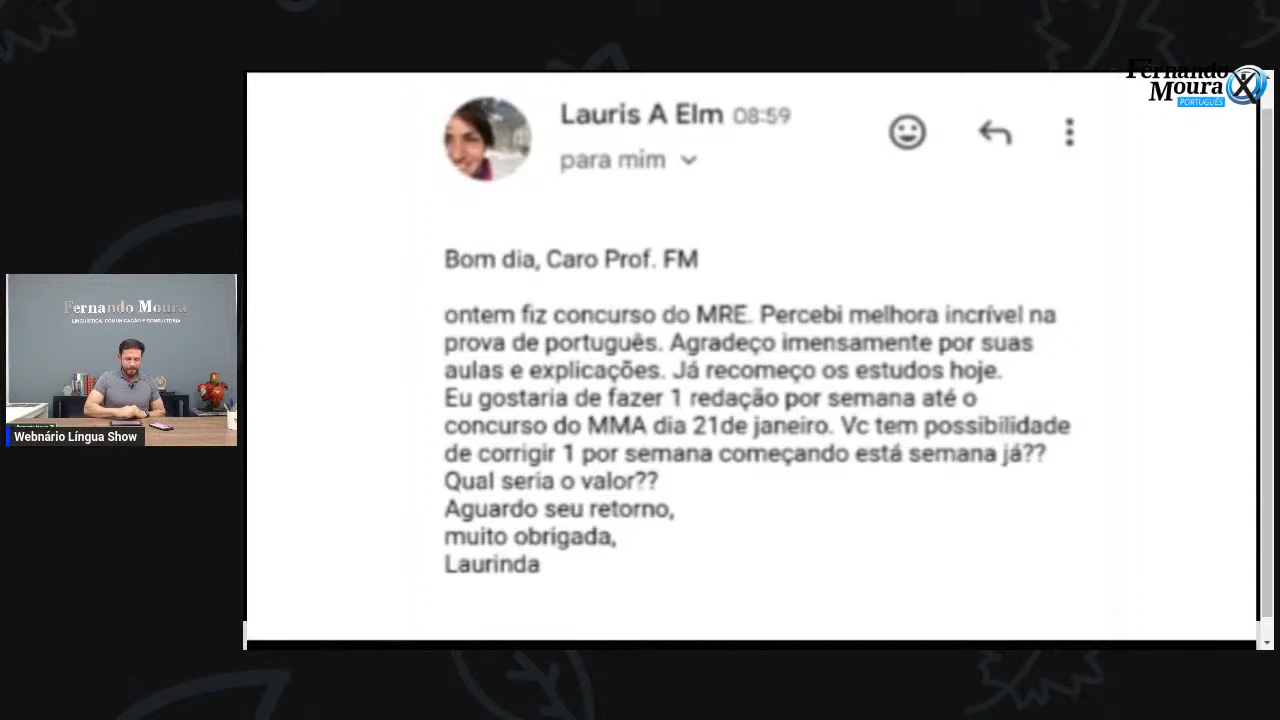 Fernando
Moura
PORTUGUÊS
Lauris A Elm 08:59
para mim
Bom dia, Caro Prof. FM
ontem fiz concurso do MRE. Percebi melhora incrível na
prova de português. Agradeço imensamente por suas
aulas e explicações. Já recomeço os estudos hoje.
Eu gostaria de fazer 1 redação por semana até o
concurso do MMA dia 21de janeiro. Vc tem possibilidade
de corrigir 1 por semana começando está semana já??
Qual seria o valor??
Aguardo seu retorno,
muito obrigada,
Laurinda
Fernando Moura
LINGUÍSTICA, COMUNICAÇÃO E CONSULTORIA
Webnário Língua Show